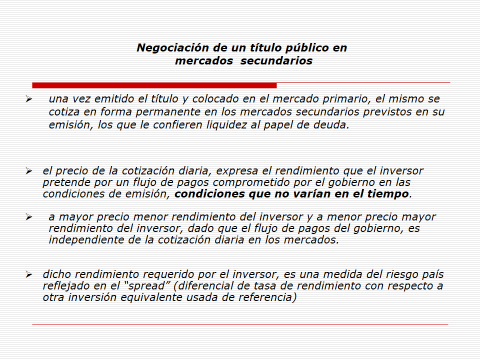 Negociación de un título público en
mercados secundarios
una vez emitido el título y colocado en el mercado primario, el mismo se
cotiza en forma permanente en los mercados secundarios previstos en su
emisión, los que le confieren liquidez al papel de deuda.
el precio de la cotización diaria, expresa el rendimiento que el inversor
pretende por un flujo de pagos comprometido por el gobierno en las
condiciones de emisión, condiciones que no varían en el tiempo.
a mayor precio menor rendimiento del inversor y a menor precio mayor
rendimiento del inversor, dado que el flujo de pagos del gobierno, es
independiente de la cotización diaria en los mercados.
dicho rendimiento requerido por el inversor, es una medida del riesgo país
reflejado en el "spread" (diferencial de tasa de rendimiento con respecto a
otra inversión equivalente usada de referencia)